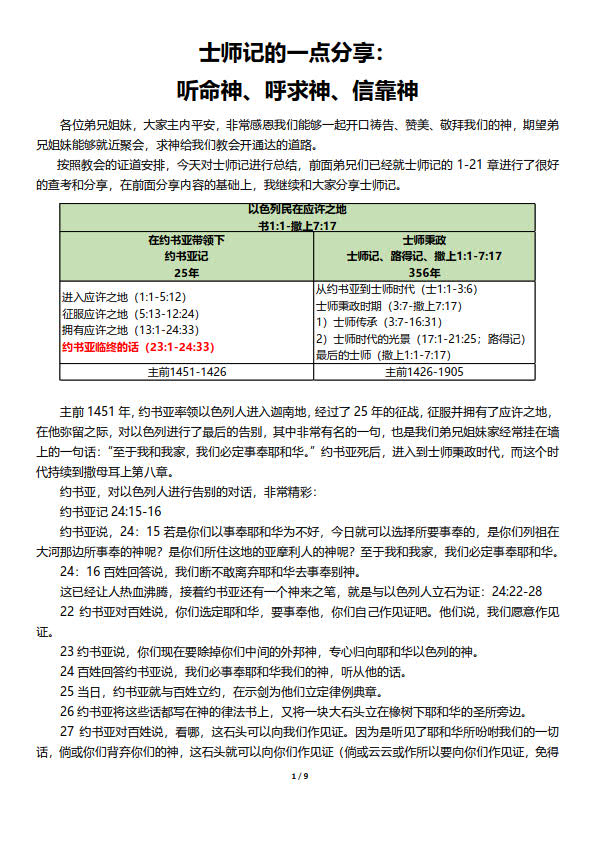 士师记的一点分享：
听命神、呼求神、信靠神
各位弟兄姐妹，大家主内平安，非常感恩我们能够一起开口祷告、赞美、敬拜我们的神，期望弟
兄姐妹能够就近聚会，求神给我们教会开通达的道路。
按照教会的证道安排，今天对士师记进行总结，前面弟兄们已经就士师记的 1-21 章进行了很好
的查考和分享，在前面分享内容的基础上，我继续和大家分享士师记。
以色列民在应许之地
书1:1-撒上7:17
在约书亚带领下
约书亚记
25年
士师秉政
士师记、路得记、撒上1:1-7:17
356年
进入应许之地（1:1-5:12）
征服应许之地（5:13-12:24）
拥有应许之地（13:1-24:33）
约书亚临终的话（23:1-24:33）
从约书亚到士师时代（士1:1-3:6）
士师秉政时期（3:7-撒上7:17）
1）士师传承（3:7-16:31）
2）士师时代的光景（17:1-21:25；路得记）
最后的士师（撒上1:1-7:17）
主前1451-1426
主前1426-1905
主前 1451 年，约书亚率领以色列人进入迦南地，经过了 25 年的征战，征服并拥有了应许之地，
在他弥留之际，对以色列进行了最后的告别，其中非常有名的一句，也是我们弟兄姐妹家经常挂在墙
上的一句话：“至于我和我家，我们必定事奉耶和华。”约书亚死后，进入到士师秉政时代，而这个时
代持续到撒母耳上第八章。
约书亚，对以色列人进行告别的对话，非常精彩：
约书亚记 24:15-16
约书亚说，24：15 若是你们以事奉耶和华为不好，今日就可以选择所要事奉的，是你们列祖在
大河那边所事奉的神呢？是你们所住这地的亚摩利人的神呢？至于我和我家，我们必定事奉耶和华。
24：16 百姓回答说，我们断不敢离弃耶和华去事奉别神。
这已经让人热血沸腾，接着约书亚还有一个神来之笔，就是与以色列人立石为证：24:22-28
22 约书亚对百姓说，你们选定耶和华，要事奉他，你们自己作见证吧。他们说，我们愿意作见
证。
23 约书亚说，你们现在要除掉你们中间的外邦神，专心归向耶和华以色列的神。
24 百姓回答约书亚说，我们必事奉耶和华我们的神，听从他的话。
25 当日，约书亚就与百姓立约，在示剑为他们立定律例典章。
26 约书亚将这些话都写在神的律法书上，又将一块大石头立在橡树下耶和华的圣所旁边。
27 约书亚对百姓说，看哪，这石头可以向我们作见证。因为是听见了耶和华所吩咐我们的一切
话，倘或你们背弃你们的神，这石头就可以向你们作见证（倘或云云或作所以要向你们作见证，免得
1 / 9